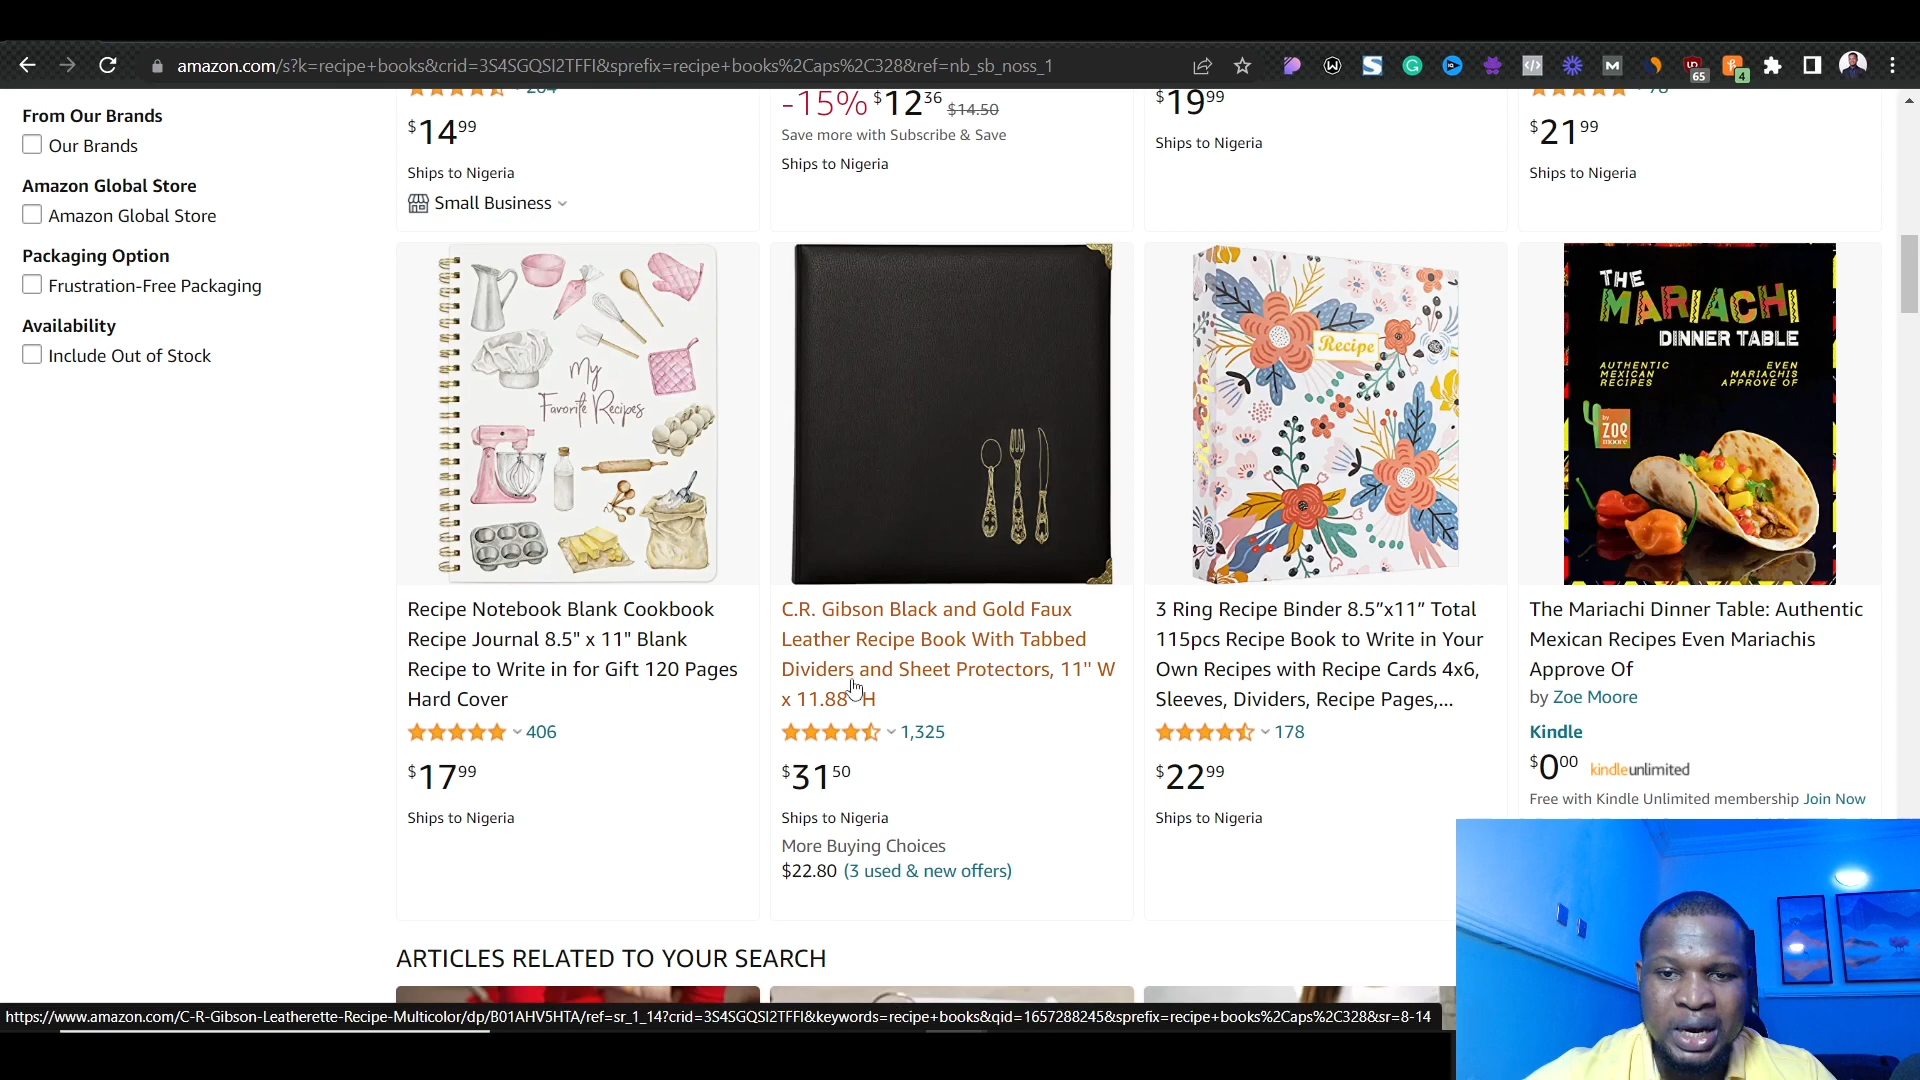 amazon.com/s?k=recipe+books&crid=3S4SGQSI2TFFI&sprefix=recipe+books%2Caps%2C328&ref=nb_sb_noss_1
65
4
From Our Brands
Our Brands
Amazon Global Store
Amazon Global Store
Packaging Option
Frustration-Free Packaging
Availability
Include Out of Stock
204
$14 99
Ships to Nigeria
Small Business
-15% $12 36 $14.50
Save more with Subscribe & Save
Ships to Nigeria
$19 99
Ships to Nigeria
78
$21 99
Ships to Nigeria
My
Favorite Recipes
Recipe Notebook Blank Cookbook
Recipe Journal 8.5" x 11" Blank
Recipe to Write in for Gift 120 Pages
Hard Cover
406
$17 99
Ships to Nigeria
C.R. Gibson Black and Gold Faux
Leather Recipe Book With Tabbed
Dividers and Sheet Protectors, 11" W
x 11.88" H
1,325
$31 50
Ships to Nigeria
More Buying Choices
$22.80 (3 used & new offers)
Recipe
3 Ring Recipe Binder 8.5”x11” Total
115pcs Recipe Book to Write in Your
Own Recipes with Recipe Cards 4x6,
Sleeves, Dividers, Recipe Pages,...
178
$22 99
Ships to Nigeria
THE
MARIACHI
DINNER TABLE
AUTHENTIC
MEXICAN
RECIPES
EVEN
MARIACHIS
APPROVE OF
by
ZOE
moore
The Mariachi Dinner Table: Authentic
Mexican Recipes Even Mariachis
Approve Of
by Zoe Moore
Kindle
$0 00 kindleunlimited
Free with Kindle Unlimited membership Join Now
ARTICLES RELATED TO YOUR SEARCH
https://www.amazon.com/C-R-Gibson-Leatherette-Recipe-Multicolor/dp/B01AHV5HTA/ref=sr_1_14?crid=3S4SGQSI2TFFI&keywords=recipe+books&qid=1657288245&sprefix=recipe+books%2Caps%2C328&sr=8-14